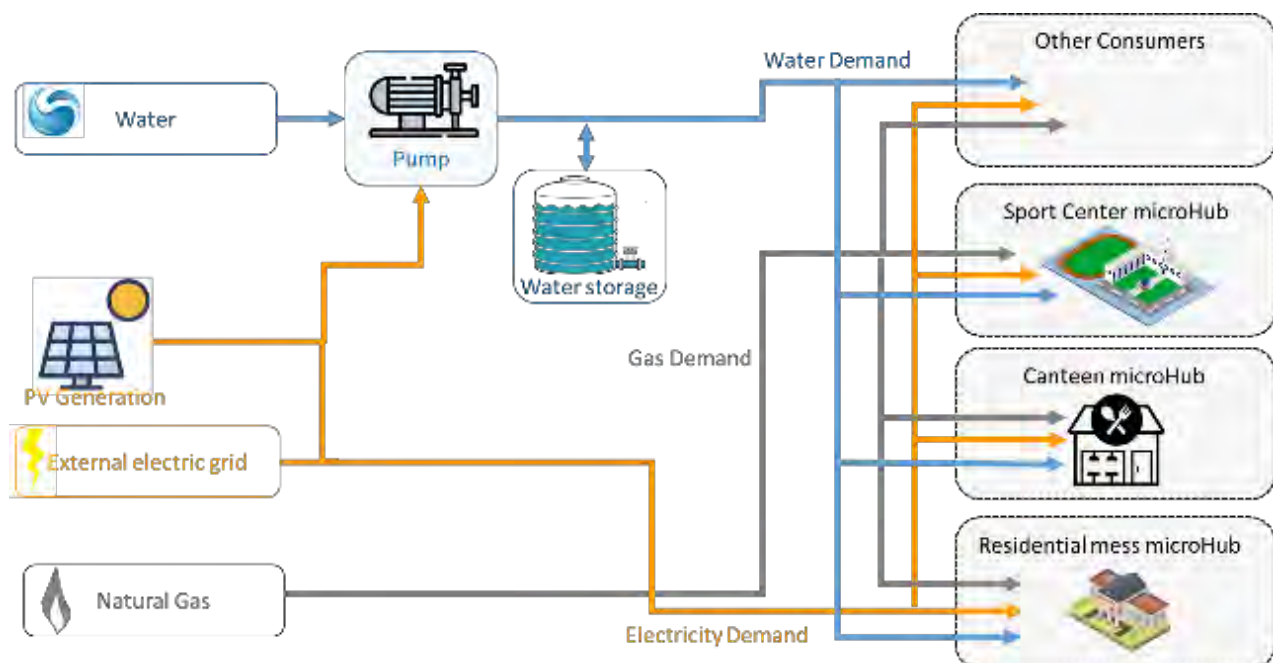 Other Consumers
Water Demand
Water
Pump
Sport Center microHub
Water storage
Gas Demand
Canteen microHub
PV Generation
External electric grid
Residential mess microHub
Natural Gas
Electricity Demand